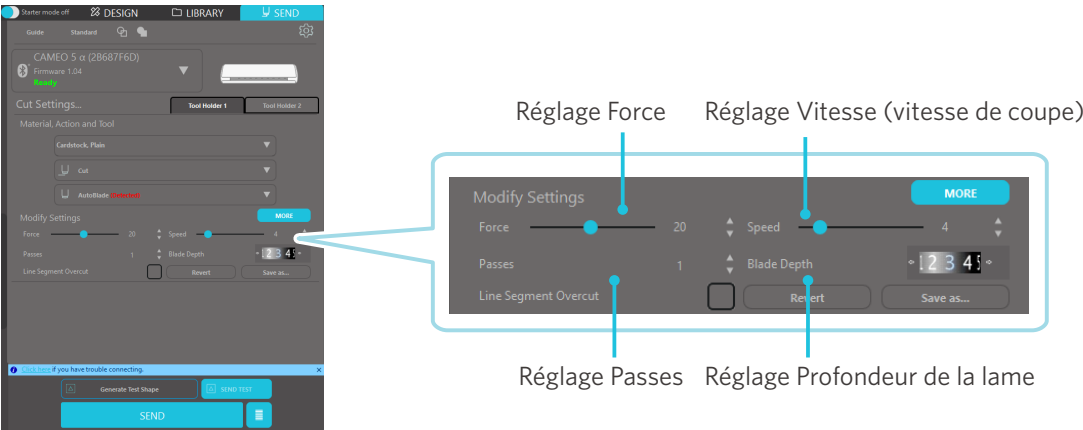 Starter mode off DESIGN LIBRARY SEND
Guide Standard
CAMEO 5 α (2B687F6D)
Firmware 1.04
Ready
Cut Settings... Tool Holder 1 Tool Holder 2
Material, Action and Tool
Cardstock, Plain
Cut
AutoBlade (Detected)
Modify Settings MORE
Force 20 Speed 4
Passes 1 Blade Depth 2 3 4
Line Segment Overcut Revert Save as...
Click here if you have trouble connecting.
Generate Test Shape SEND TEST
SEND
Réglage Force Réglage Vitesse (vitesse de coupe)
Modify Settings MORE
Force 20 Speed 4
Passes 1 Blade Depth 2 3 4
Line Segment Overcut Revert Save as...
Réglage Passes Réglage Profondeur de la lame